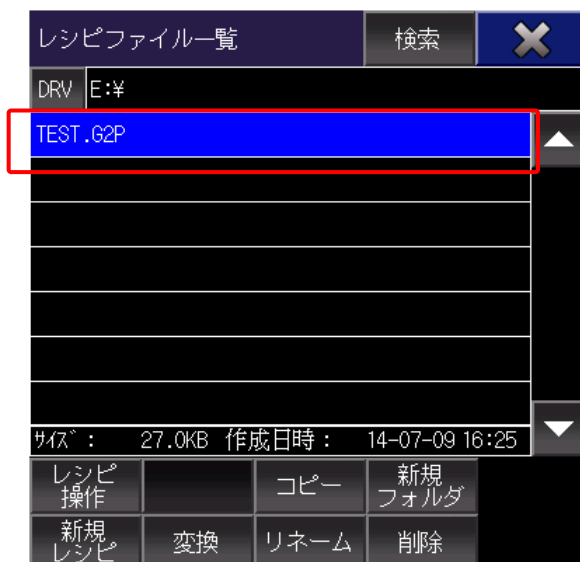 レシピファイル一覧 検索
DRV E:¥
TEST.G2P
ｻｲｽﾞ: 27.0KB 作成日時: 14-07-09 16:25
レシピ操作 コピー 新規フォルダ
新規レシピ 変換 リネーム 削除